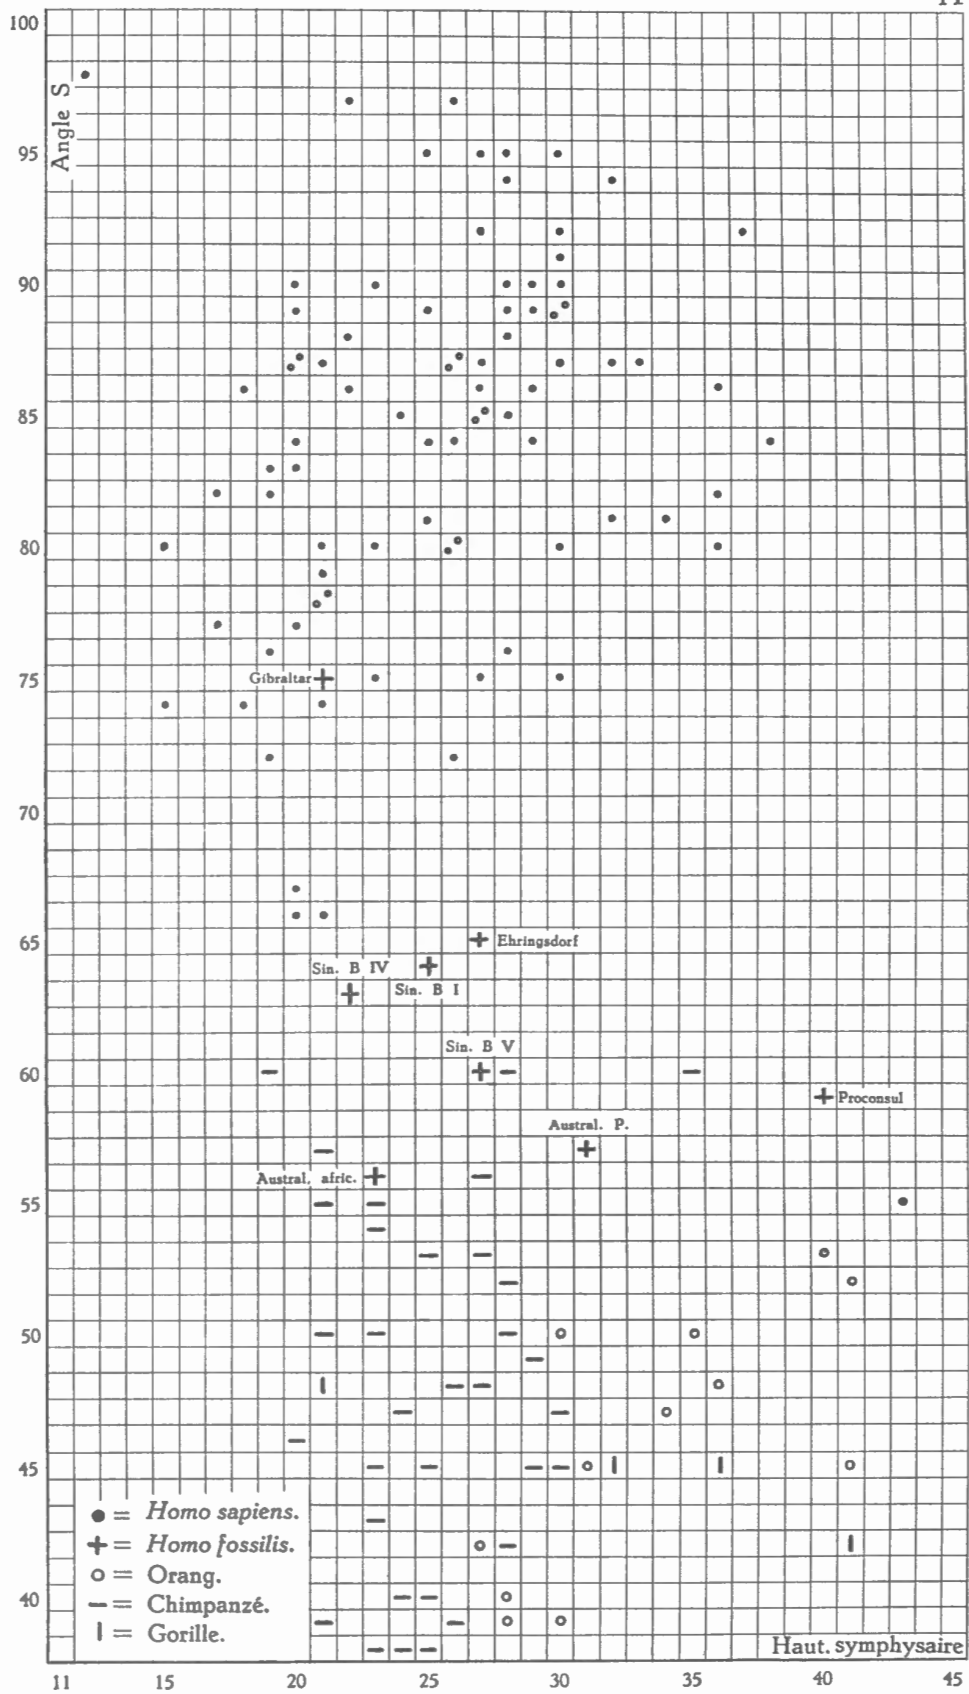 100
Angle S
95
90
85
80
Gibraltar
75
70
65
Ehringsdorf
Sin. B IV
Sin. B I
Sin. B V
60
Proconsul
Austral. P.
Austral. afric.
55
50
45
● = Homo sapiens.
+ = Homo fossilis.
○ = Orang.
— = Chimpanzé.
| = Gorille.
40
Haut. symphysaire
11 15 20 25 30 35 40 45